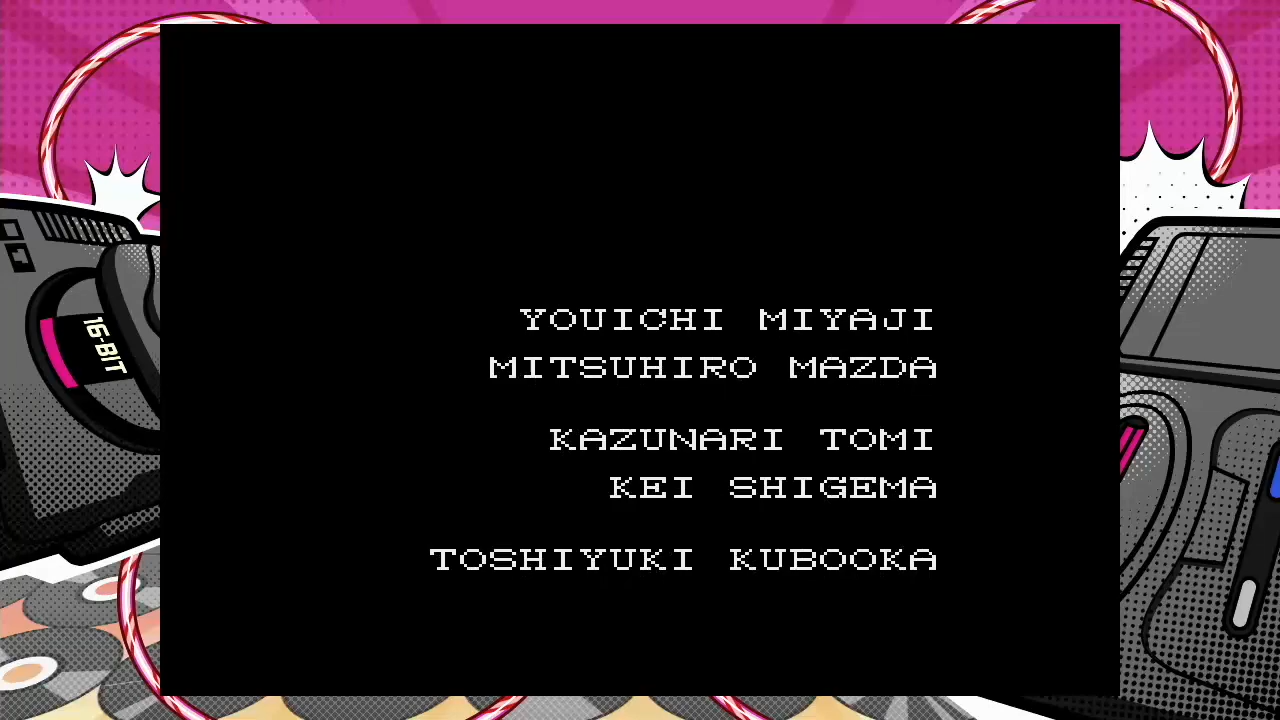 16-BIT
YOUICHI MIYAJI
MITSUHIRO MAZDA
KAZUNARI TOMI
KEI SHIGEMA
TOSHIYUKI KUBOOKA